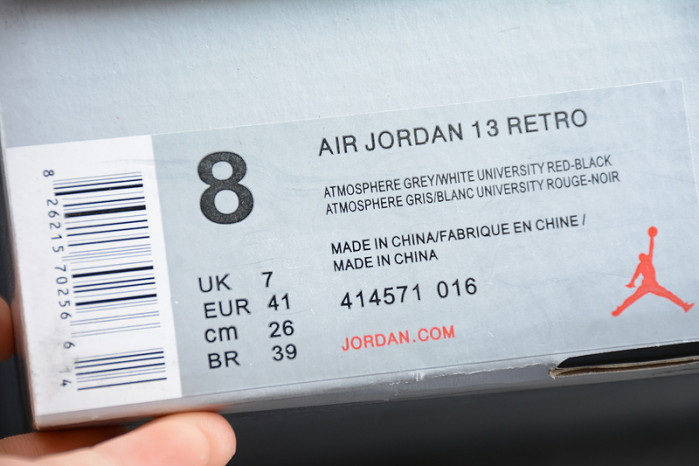 AIR JORDAN 13 RETRO
8
ATMOSPHERE GREY/WHITE UNIVERSITY RED-BLACK
ATMOSPHERE GRIS/BLANC UNIVERSITY ROUGE-NOIR
MADE IN CHINA/FABRIQUE EN CHINE /
MADE IN CHINA
UK 7
EUR 41
cm 26
BR 39
414571 016
JORDAN.COM
8 26215 70256 6 14